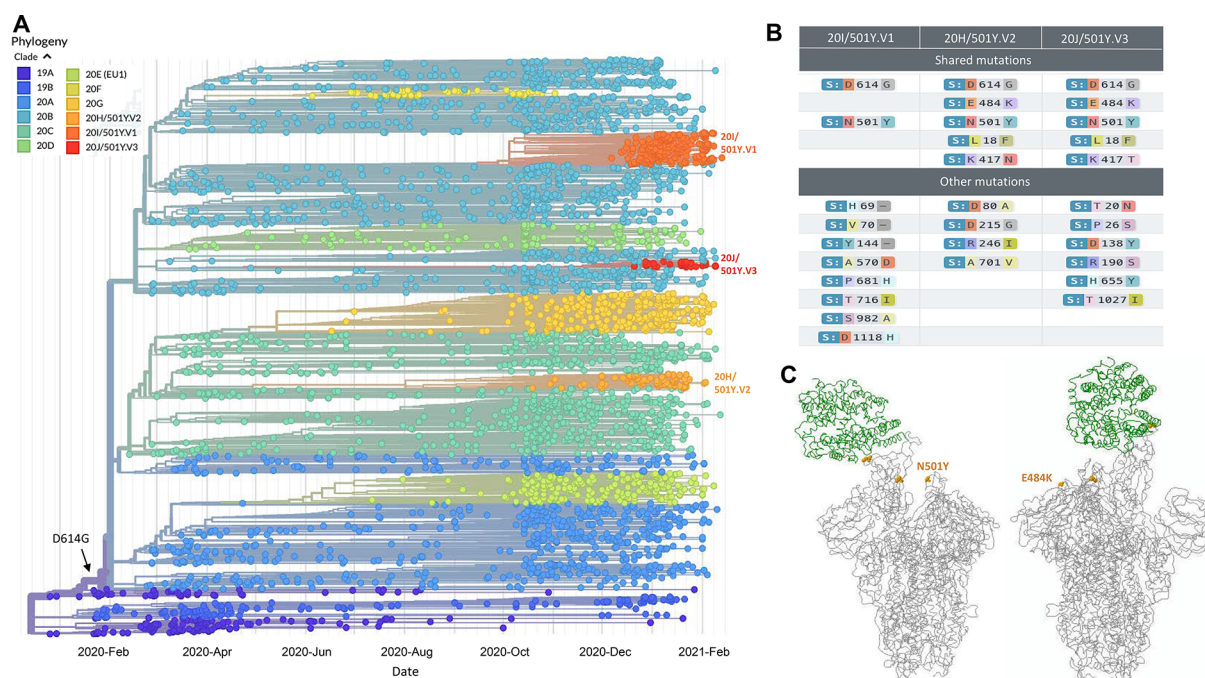 A
Phylogeny
Clade
19A
19B
20A
20B
20C
20D
20E (EU1)
20F
20G
20H/501Y.V2
20I/501Y.V1
20J/501Y.V3
20I/
501Y.V1
20J/
501Y.V3
20H/
501Y.V2
D614G
2020-Feb 2020-Apr 2020-Jun 2020-Aug 2020-Oct 2020-Dec 2021-Feb
Date
B
20I/501Y.V1 20H/501Y.V2 20J/501Y.V3
Shared mutations
S: D 614 G S: D 614 G S: D 614 G
S: E 484 K S: E 484 K
S: N 501 Y S: N 501 Y S: N 501 Y
S: L 18 F S: L 18 F
S: K 417 N S: K 417 T
Other mutations
S: H 69 - S: D 80 A S: T 20 N
S: V 70 - S: D 215 G S: P 26 S
S: Y 144 - S: R 246 I S: D 138 Y
S: A 570 D S: A 701 V S: R 190 S
S: P 681 H S: H 655 Y
S: T 716 I S: T 1027 I
S: S 982 A
S: D 1118 H
C
N501Y
E484K